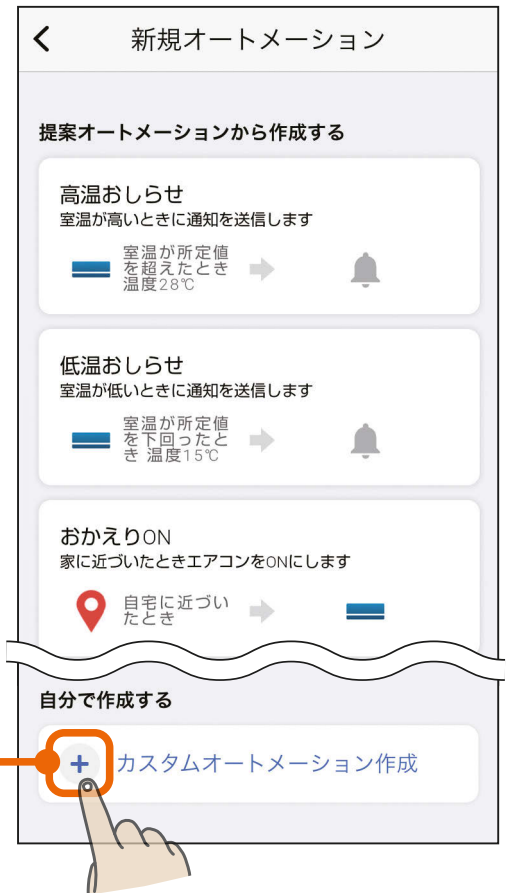 新規オートメーション
提案オートメーションから作成する
高温おしらせ
室温が高いときに通知を送信します
室温が所定値
を超えたとき
温度28℃
低温おしらせ
室温が低いときに通知を送信します
室温が所定値
を下回ったと
き 温度15℃
おかえりON
家に近づいたときエアコンをONにします
自宅に近づい
たとき
自分で作成する
+ カスタムオートメーション作成